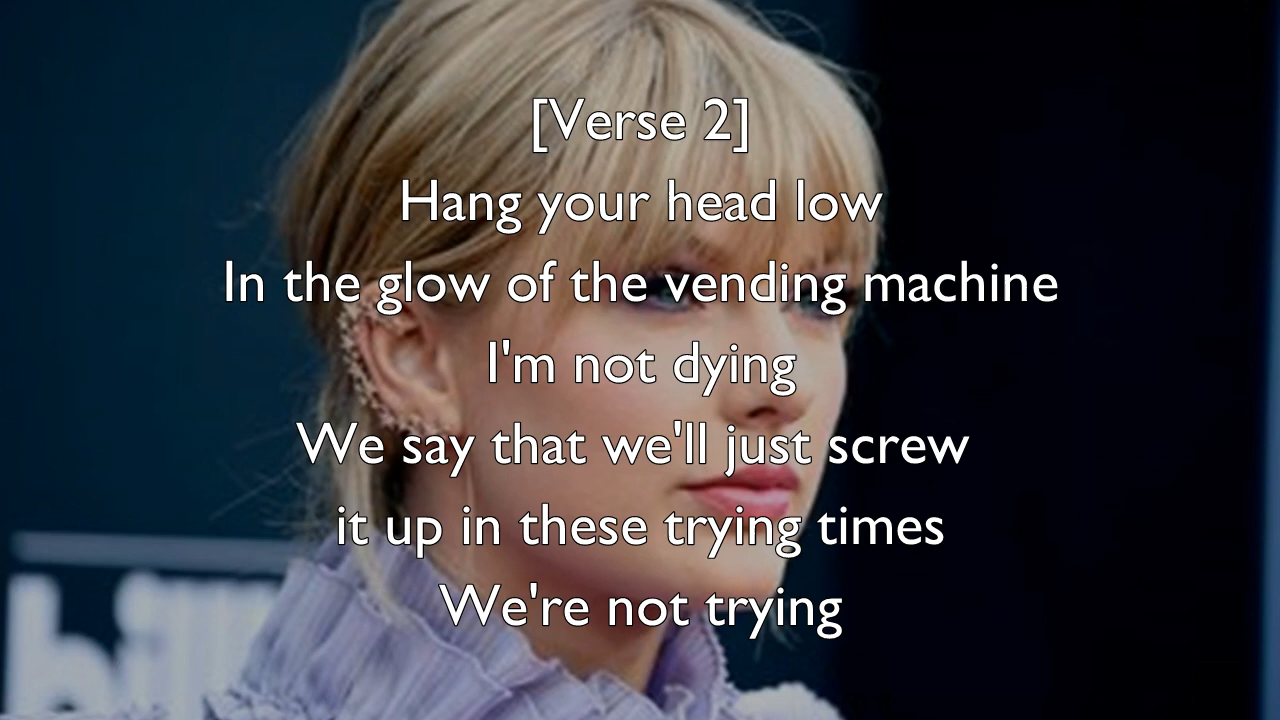 [Verse 2]
Hang your head low
In the glow of the vending machine
I'm not dying
We say that we'll just screw
it up in these trying times
We're not trying